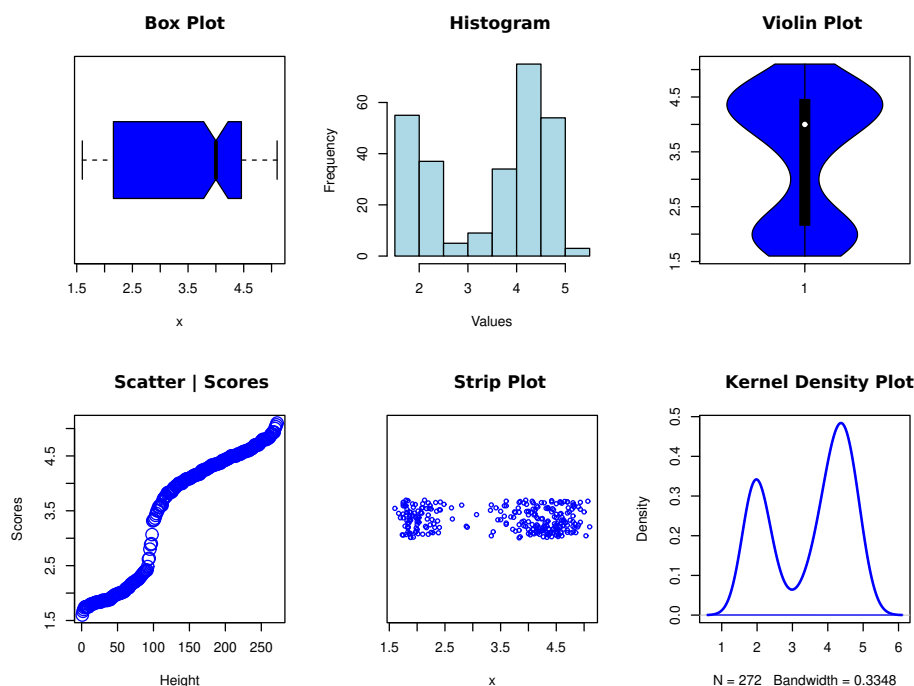 Box Plot
1.5 2.5 3.5 4.5
x
Histogram
Frequency
0 20 40 60
2 3 4 5
Values
Violin Plot
1.5 3.5 4.5
1
Scatter | Scores
Scores
1.5 2.5 3.5 4.5
0 50 100 150 200 250
Height
Strip Plot
1.5 2.5 3.5 4.5
x
Kernel Density Plot
Density
0.0 0.1 0.2 0.3 0.4 0.5
1 2 3 4 5 6
N = 272 Bandwidth = 0.3348